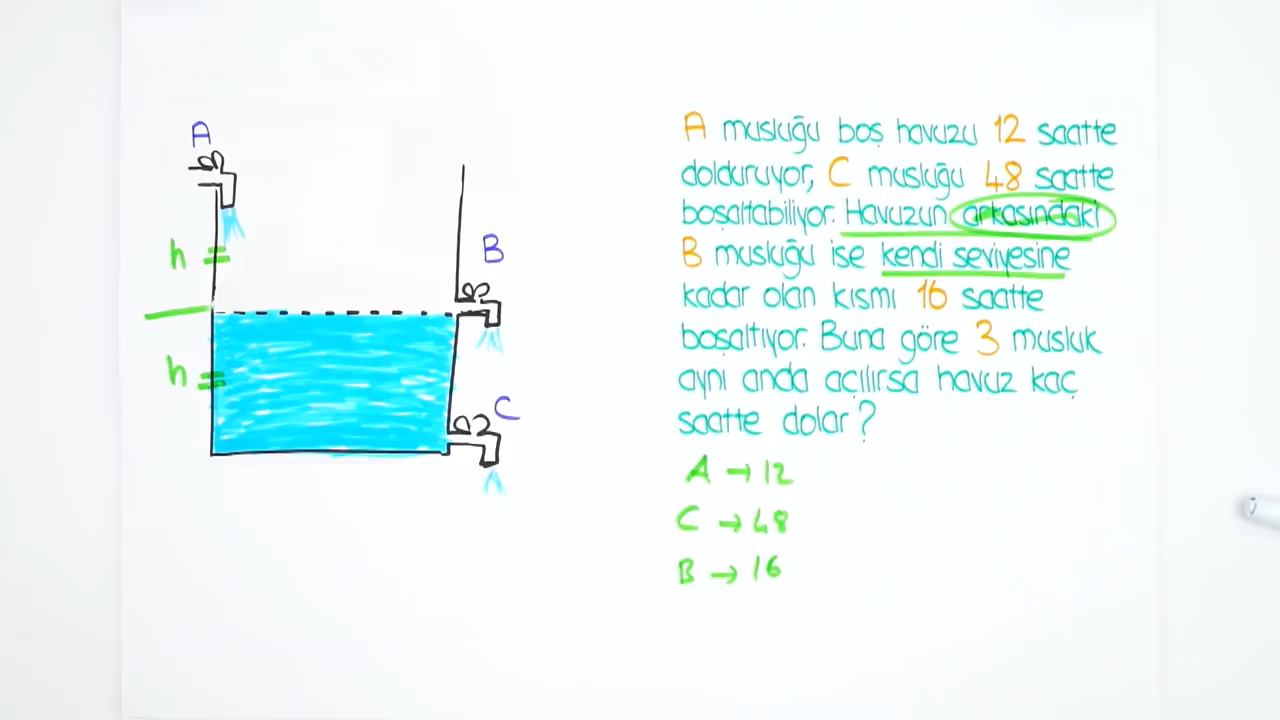 A
h
h
B
C
A musluğu boş havuzu 12 saatte
dolduruyor, C musluğu 48 saatte
boşaltabiliyor. Havuzun arkasındaki
B musluğu ise kendi seviyesine
kadar olan kısmı 16 saatte
boşaltıyor. Buna göre 3 musluk
aynı anda açılırsa havuz kaç
saatte dolar?
A → 12
C → 48
B → 16